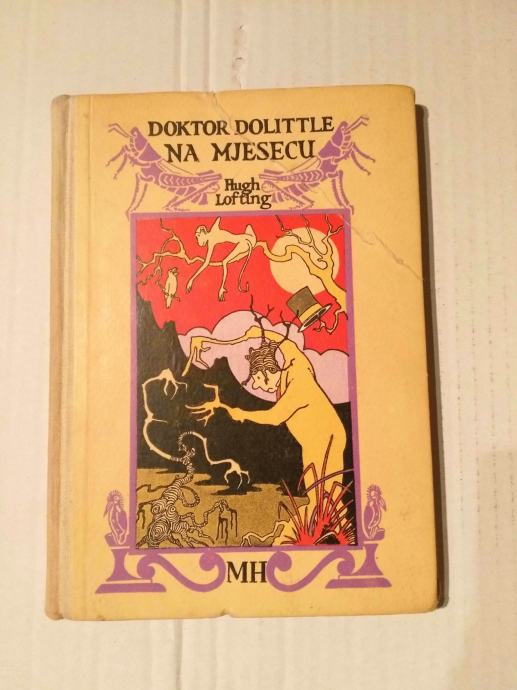 DOKTOR DOLITTLE
NA MJESECU
Hugh
Lofting
MH